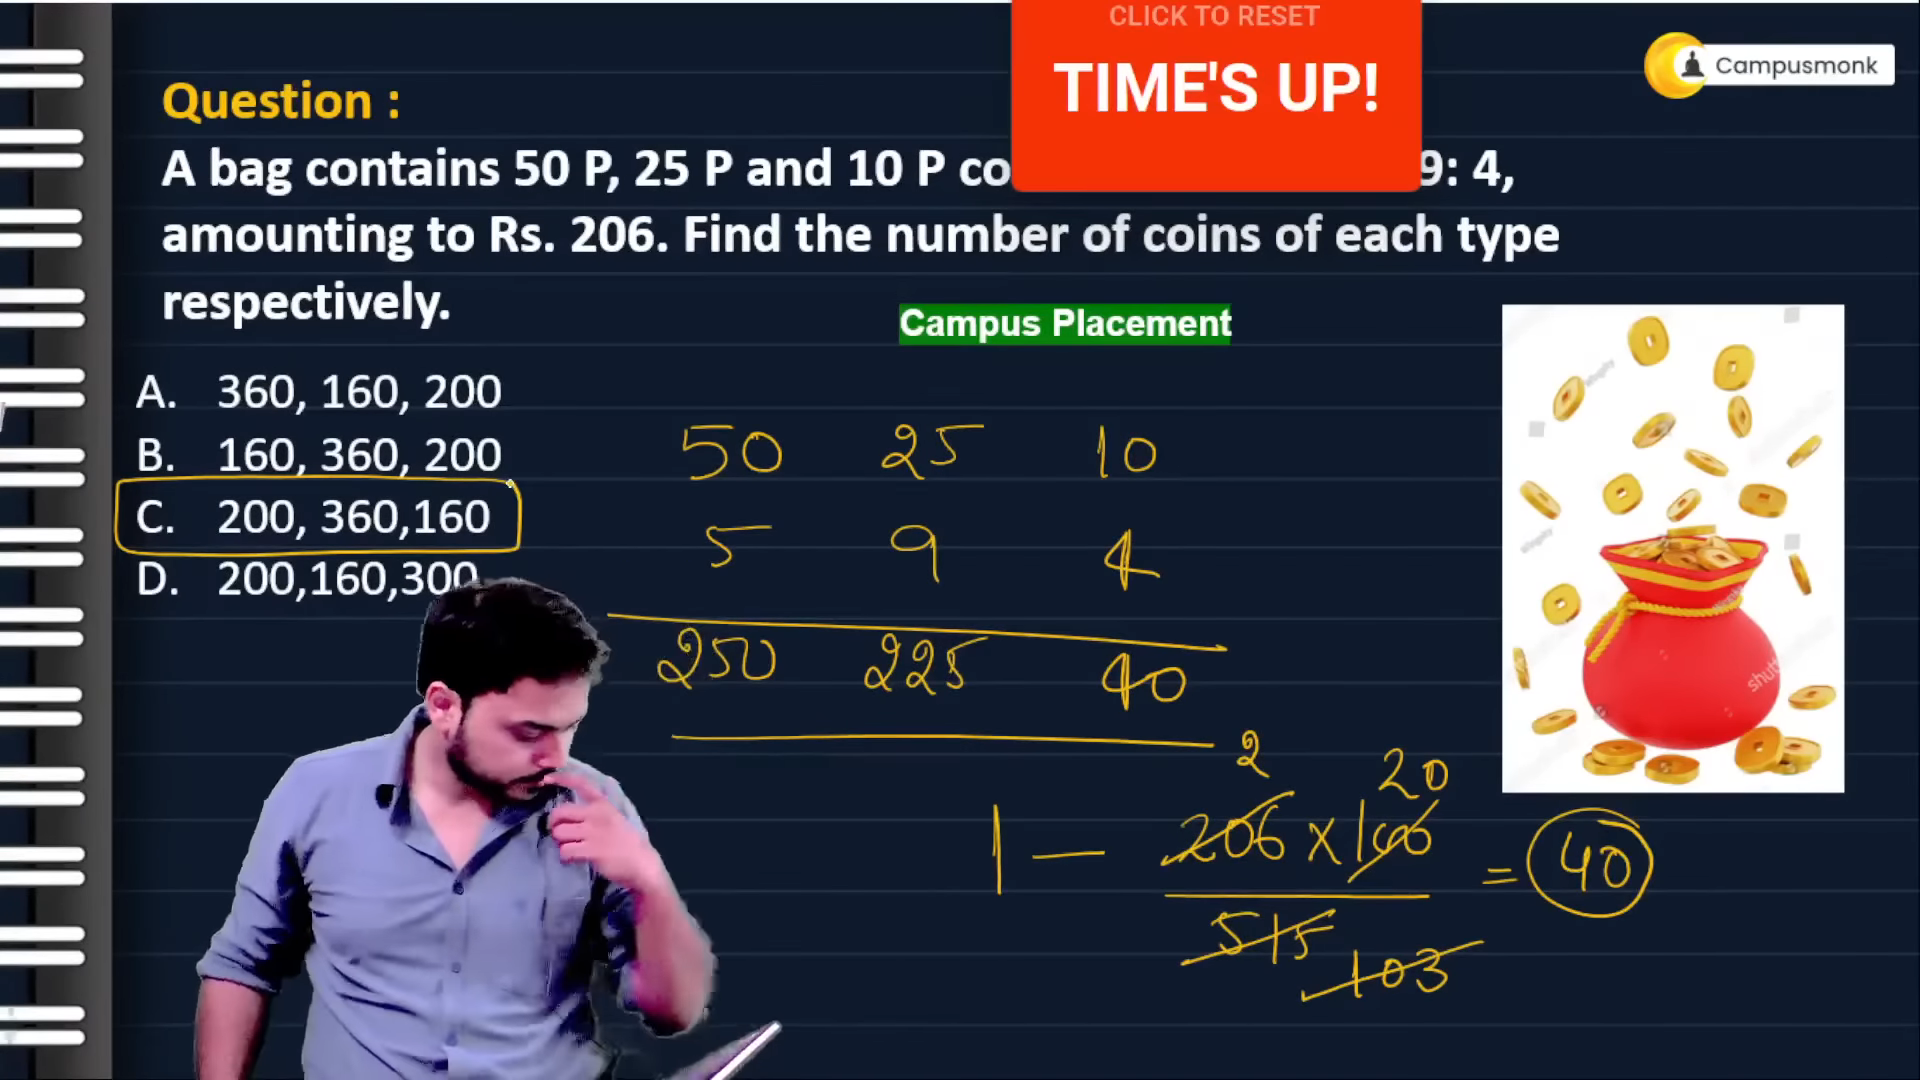 CLICK TO RESET
TIME'S UP!
Campusmonk
Question :
A bag contains 50 P, 25 P and 10 P co 9: 4,
amounting to Rs. 206. Find the number of coins of each type
respectively.
Campus Placement
A. 360, 160, 200
B. 160, 360, 200
C. 200, 360,160
D. 200,160,300
50 25 10
5 9 4
250 225 40
2 20
1 — 206 x 100 = 40
515 103